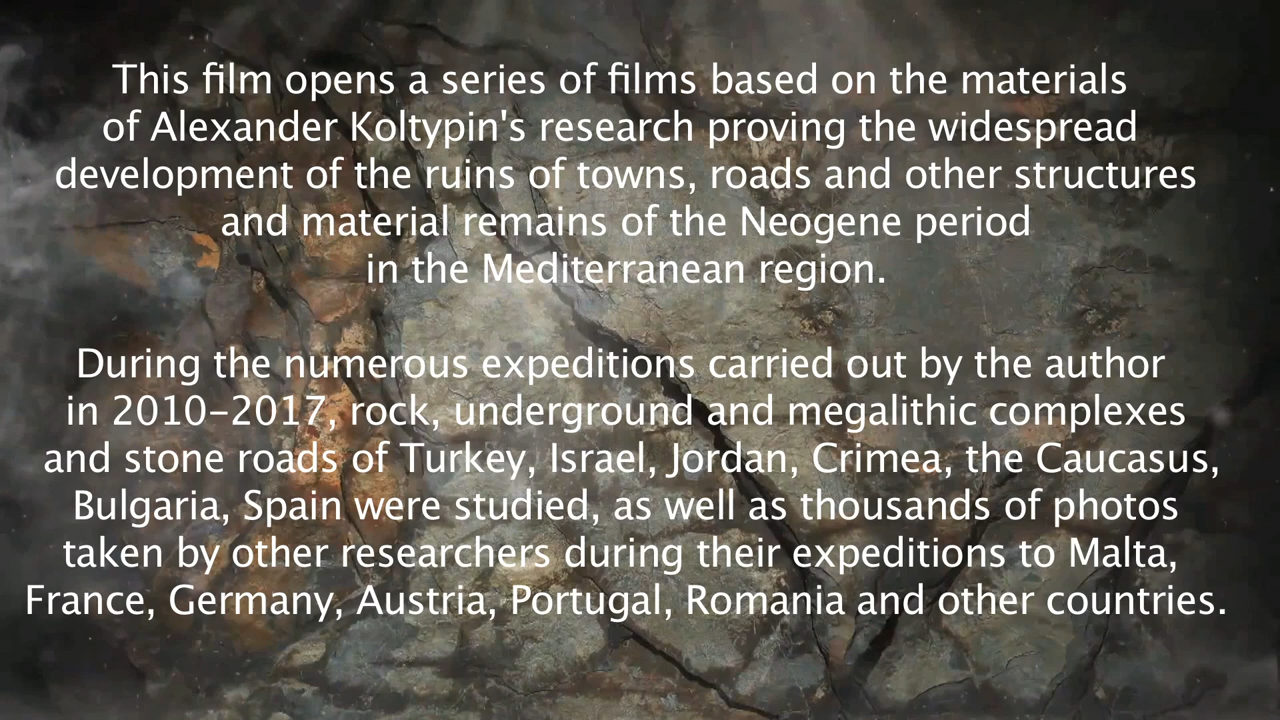 This film opens a series of films based on the materials
of Alexander Koltypin's research proving the widespread
development of the ruins of towns, roads and other structures
and material remains of the Neogene period
in the Mediterranean region.
During the numerous expeditions carried out by the author
in 2010-2017, rock, underground and megalithic complexes
and stone roads of Turkey, Israel, Jordan, Crimea, the Caucasus,
Bulgaria, Spain were studied, as well as thousands of photos
taken by other researchers during their expeditions to Malta,
France, Germany, Austria, Portugal, Romania and other countries.